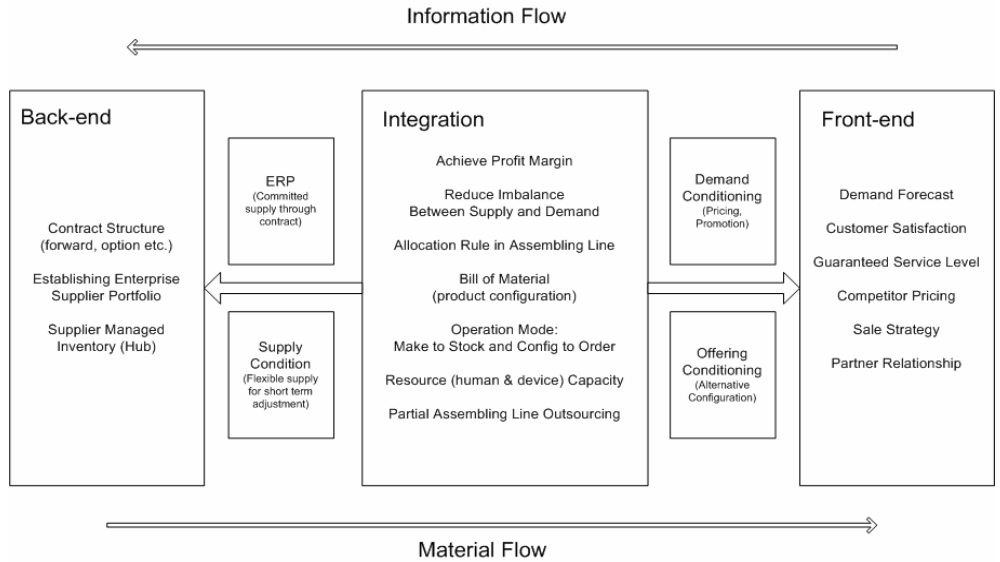 Information Flow
Back-end
Contract Structure
(forward, option etc.)
Establishing Enterprise
Supplier Portfolio
Supplier Managed
Inventory (Hub)
ERP
(Committed
supply through
contract)
Supply
Condition
(Flexible supply
for short term
adjustment)
Integration
Achieve Profit Margin
Reduce Imbalance
Between Supply and Demand
Allocation Rule in Assembling Line
Bill of Material
(product configuration)
Operation Mode:
Make to Stock and Config to Order
Resource (human & device) Capacity
Partial Assembling Line Outsourcing
Demand
Conditioning
(Pricing,
Promotion)
Offering
Conditioning
(Alternative
Configuration)
Front-end
Demand Forecast
Customer Satisfaction
Guaranteed Service Level
Competitor Pricing
Sale Strategy
Partner Relationship
Material Flow